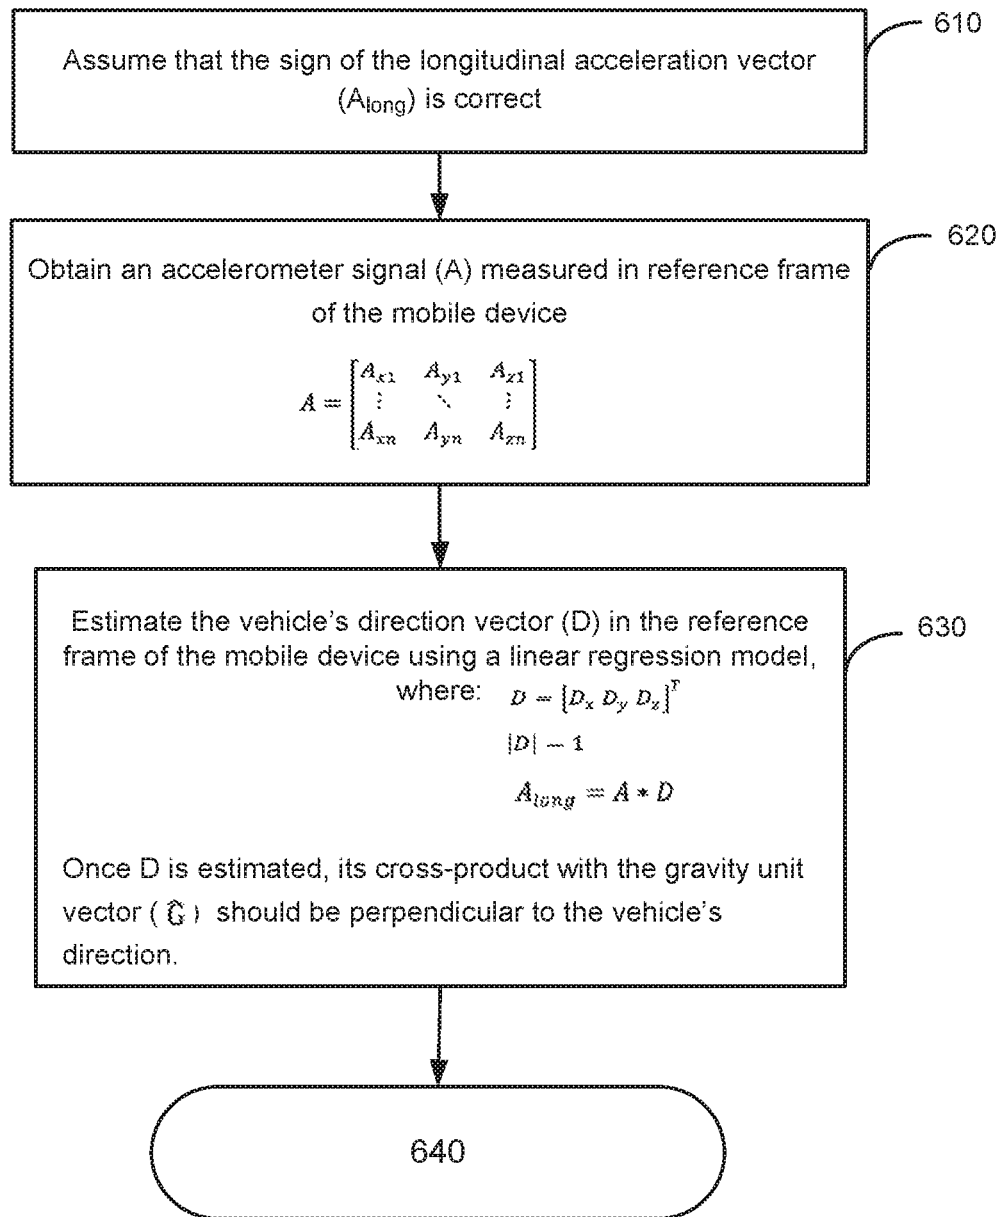 610
Assume that the sign of the longitudinal acceleration vector
(A_long) is correct
620
Obtain an accelerometer signal (A) measured in reference frame
of the mobile device
A = [A_x1 A_y1 A_z1
⋮ ⋱ ⋮
A_xn A_yn A_zn]
630
Estimate the vehicle's direction vector (D) in the reference
frame of the mobile device using a linear regression model,
where: D = [D_x D_y D_z]^T
|D| = 1
A_long = A * D
Once D is estimated, its cross-product with the gravity unit
vector ( Ĝ ) should be perpendicular to the vehicle's
direction.
640